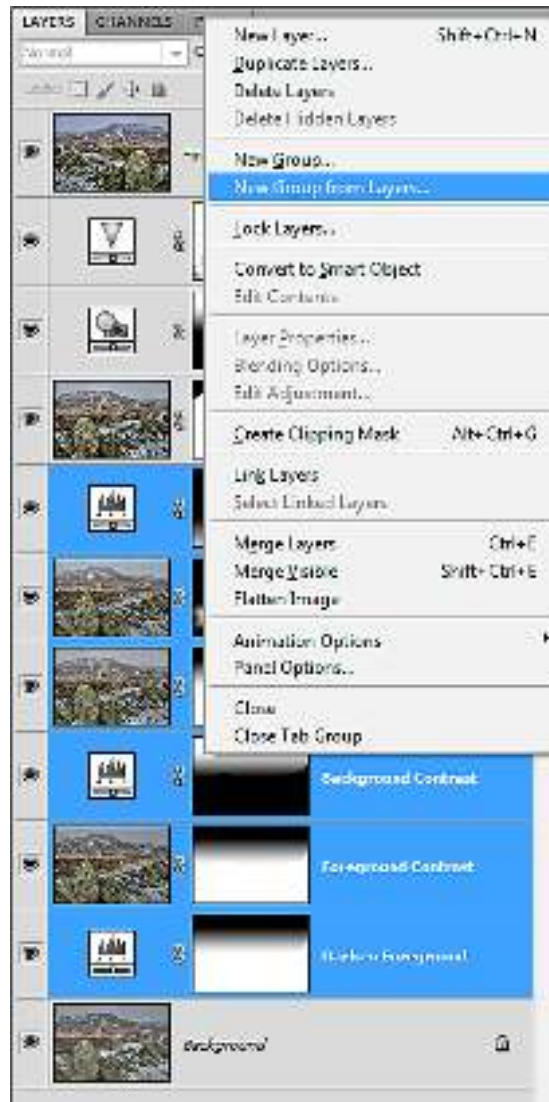 LAYERS CHANNELS
Normal
New Layer... Shift+Ctrl+N
Duplicate Layers...
Delete Layers
Delete Hidden Layers
New Group...
New Group from Layers...
Lock Layers...
Convert to Smart Object
Edit Contents
Layer Properties...
Blending Options...
Edit Adjustment...
Create Clipping Mask Alt+Ctrl+G
Link Layers
Select Linked Layers
Merge Layers Ctrl+E
Merge Visible Shift+Ctrl+E
Flatten Image
Animation Options
Panel Options...
Close
Close Tab Group
Background Contrast
Foreground Contrast
Foreground
Background